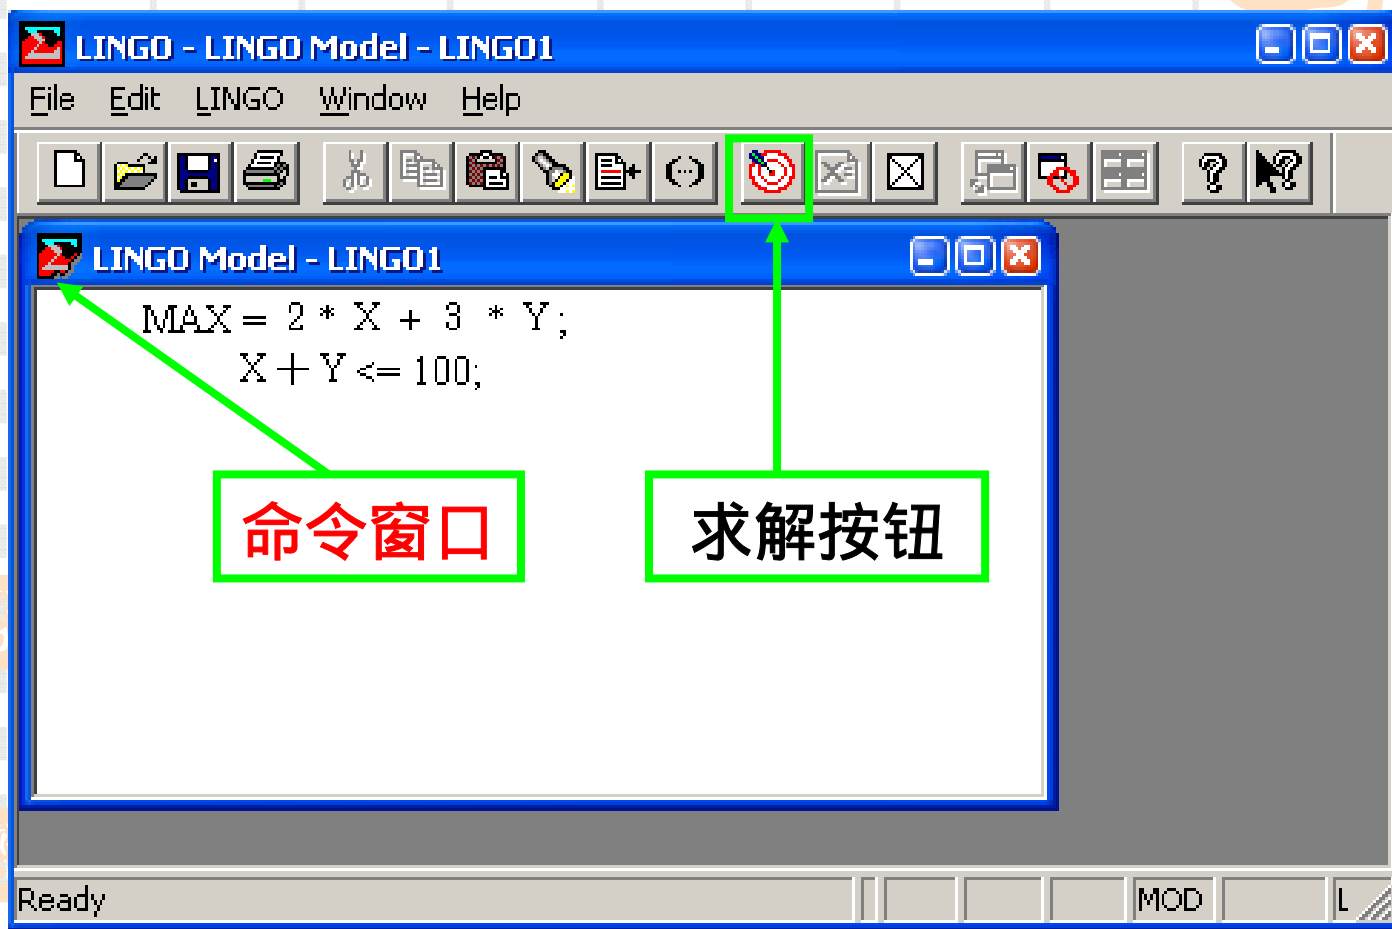 LINGO - LINGO Model - LINGO1
File Edit LINGO Window Help
LINGO Model - LINGO1
MAX = 2 * X + 3 * Y ;
X + Y <= 100;
命令窗口
求解按钮
Ready MOD L